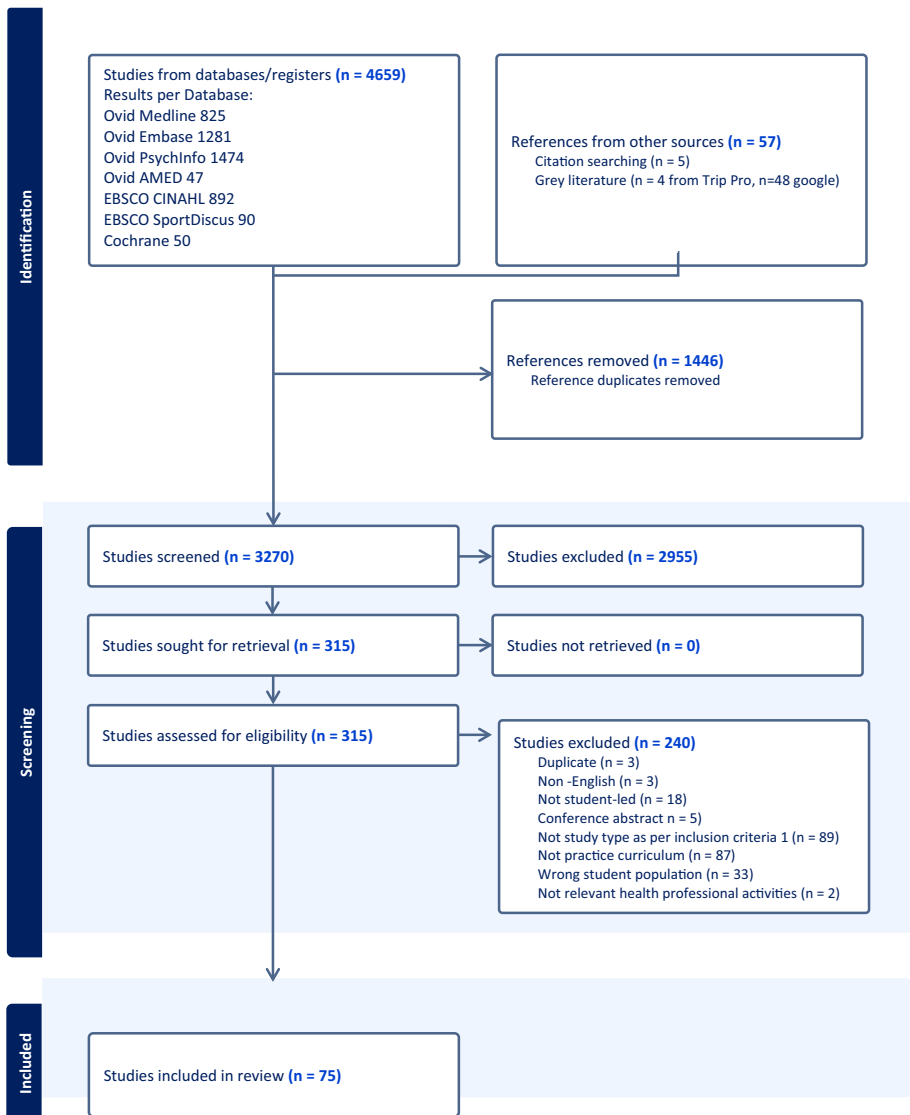 Identification
Studies from databases/registers (n = 4659)
Results per Database:
Ovid Medline 825
Ovid Embase 1281
Ovid PsychInfo 1474
Ovid AMED 47
EBSCO CINAHL 892
EBSCO SportDiscus 90
Cochrane 50
References from other sources (n = 57)
Citation searching (n = 5)
Grey literature (n = 4 from Trip Pro, n=48 google)
References removed (n = 1446)
Reference duplicates removed
Screening
Studies screened (n = 3270)
Studies excluded (n = 2955)
Studies sought for retrieval (n = 315)
Studies not retrieved (n = 0)
Studies assessed for eligibility (n = 315)
Studies excluded (n = 240)
Duplicate (n = 3)
Non -English (n = 3)
Not student-led (n = 18)
Conference abstract n = 5)
Not study type as per inclusion criteria 1 (n = 89)
Not practice curriculum (n = 87)
Wrong student population (n = 33)
Not relevant health professional activities (n = 2)
Included
Studies included in review (n = 75)